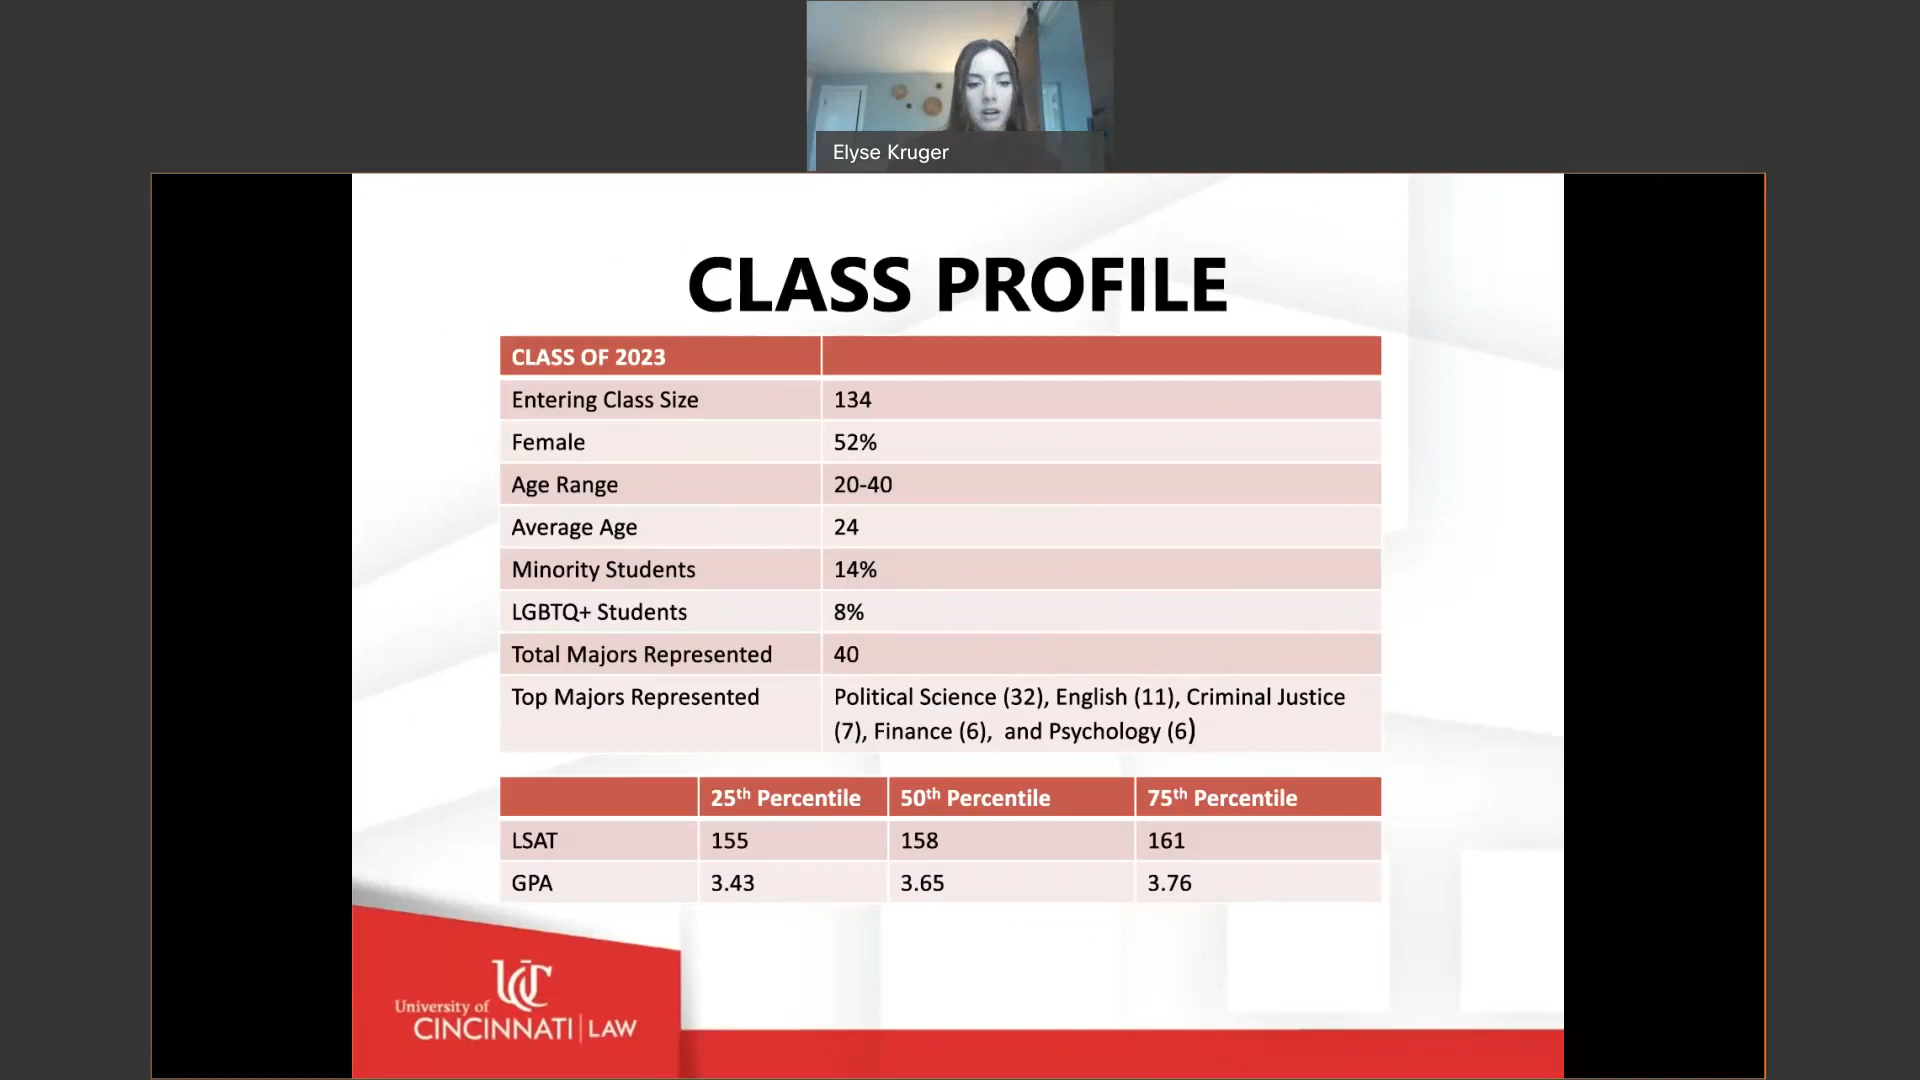 Elyse Kruger
CLASS PROFILE
CLASS OF 2023
Entering Class Size 134
Female 52%
Age Range 20-40
Average Age 24
Minority Students 14%
LGBTQ+ Students 8%
Total Majors Represented 40
Top Majors Represented Political Science (32), English (11), Criminal Justice
(7), Finance (6), and Psychology (6)
25th Percentile 50th Percentile 75th Percentile
LSAT 155 158 161
GPA 3.43 3.65 3.76
UC
University of
CINCINNATI LAW